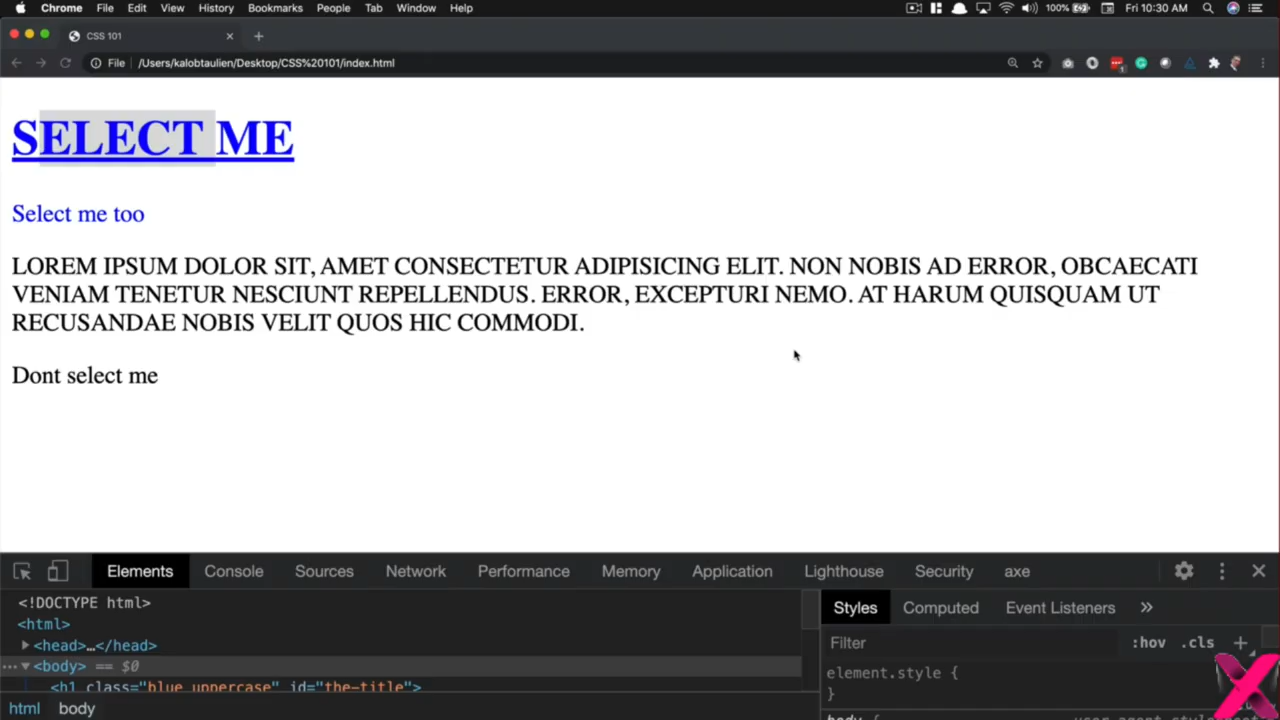 Chrome File Edit View History Bookmarks People Tab Window Help 100% Fri 10:30 AM
CSS 101
File /Users/kalobtaulien/Desktop/CSS%20101/index.html
SELECT ME
Select me too
LOREM IPSUM DOLOR SIT, AMET CONSECTETUR ADIPISICING ELIT. NON NOBIS AD ERROR, OBCAECATI
VENIAM TENETUR NESCIUNT REPELLENDUS. ERROR, EXCEPTURI NEMO. AT HARUM QUISQUAM UT
RECUSANDAE NOBIS VELIT QUOS HIC COMMODI.
Dont select me
Elements Console Sources Network Performance Memory Application Lighthouse Security axe
<!DOCTYPE html>
<html>
<head>…</head>
<body> == $0
<h1 class="blue uppercase" id="the-title">
html body
Styles Computed Event Listeners »
Filter :hov .cls +
element.style {
}
body { user agent stylesheet
X